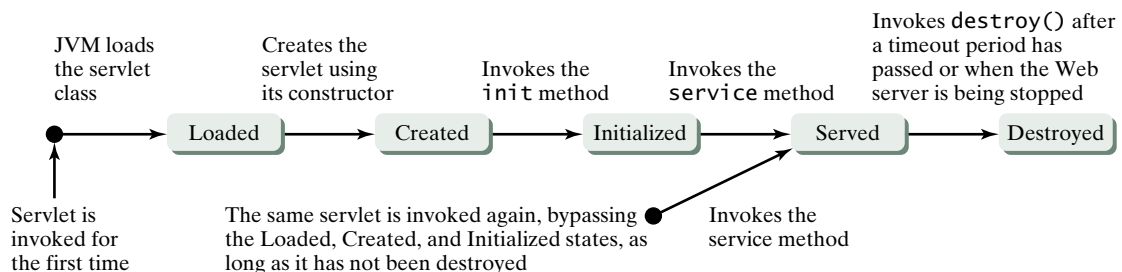 JVM loads
the servlet
class
Creates the
servlet using
its constructor
Invokes the
init method
Invokes the
service method
Invokes destroy() after
a timeout period has
passed or when the Web
server is being stopped
Loaded
Created
Initialized
Served
Destroyed
Servlet is
invoked for
the first time
The same servlet is invoked again, bypassing
the Loaded, Created, and Initialized states, as
long as it has not been destroyed
Invokes the
service method